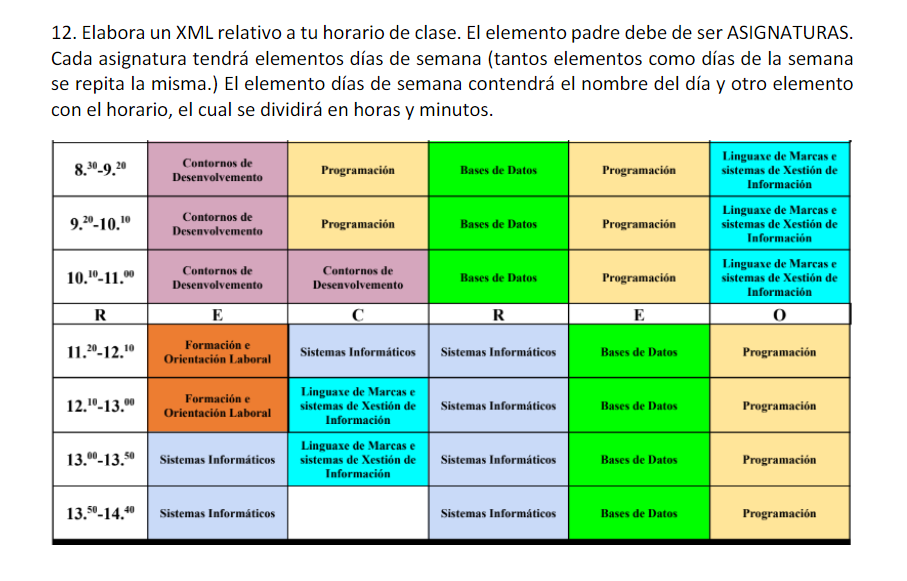 12. Elabora un XML relativo a tu horario de clase. El elemento padre debe de ser ASIGNATURAS.
Cada asignatura tendrá elementos días de semana (tantos elementos como días de la semana
se repita la misma.) El elemento días de semana contendrá el nombre del día y otro elemento
con el horario, el cual se dividirá en horas y minutos.
8.30-9.20 Contornos de Desenvolvemento Programación Bases de Datos Programación Linguaxe de Marcas e sistemas de Xestión de Información
9.20-10.10 Contornos de Desenvolvemento Programación Bases de Datos Programación Linguaxe de Marcas e sistemas de Xestión de Información
10.10-11.00 Contornos de Desenvolvemento Contornos de Desenvolvemento Bases de Datos Programación Linguaxe de Marcas e sistemas de Xestión de Información
R E C R E O
11.20-12.10 Formación e Orientación Laboral Sistemas Informáticos Sistemas Informáticos Bases de Datos Programación
12.10-13.00 Formación e Orientación Laboral Linguaxe de Marcas e sistemas de Xestión de Información Sistemas Informáticos Bases de Datos Programación
13.00-13.50 Sistemas Informáticos Linguaxe de Marcas e sistemas de Xestión de Información Sistemas Informáticos Bases de Datos Programación
13.50-14.40 Sistemas Informáticos Sistemas Informáticos Bases de Datos Programación